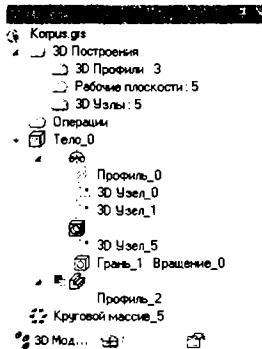 Korpus.grs
3D Построения
3D Профили 3
Рабочие плоскости: 5
3D Узлы: 5
Операции
Тело_0
Профиль_0
3D Узел_0
3D Узел_1
3D Узел_5
Грань_1 Вращение_0
Профиль_2
Круговой массив_5
3D Мод...